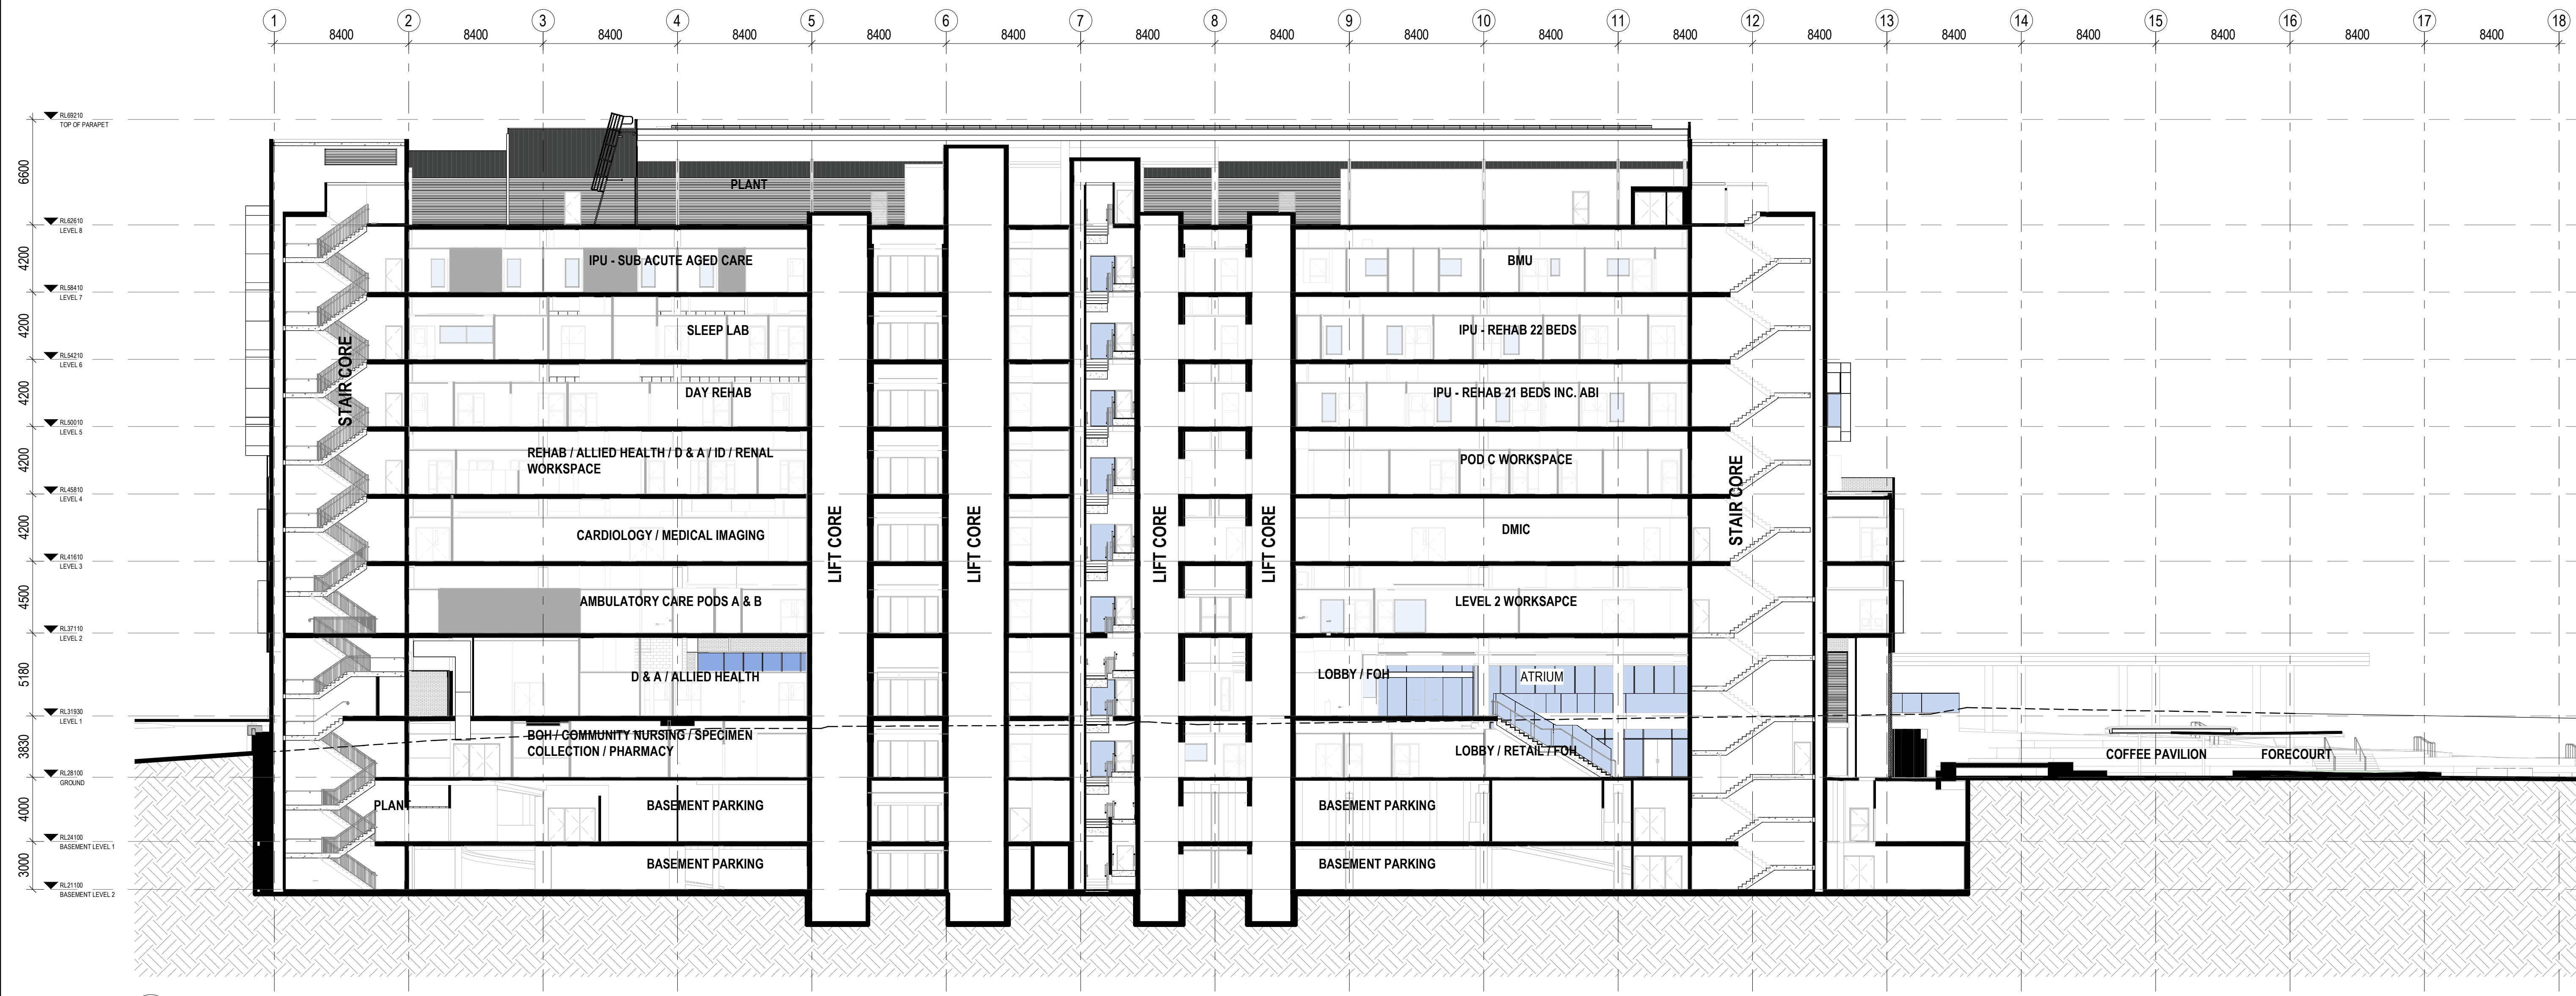 1 2 3 4 5 6 7 8 9 10 11 12 13 14 15 16 17 18
8400 8400 8400 8400 8400 8400 8400 8400 8400 8400 8400 8400 8400 8400 8400 8400 8400
RL69210
TOP OF PARAPET
6600
PLANT
RL62610
LEVEL 8
4200
IPU - SUB ACUTE AGED CARE
BMU
RL58410
LEVEL 7
4200
SLEEP LAB
IPU - REHAB 22 BEDS
RL54210
LEVEL 6
STAIR CORE
4200
DAY REHAB
IPU - REHAB 21 BEDS INC. ABI
RL50010
LEVEL 5
4200
REHAB / ALLIED HEALTH / D & A / ID / RENAL
WORKSPACE
POD C WORKSPACE
STAIR CORE
RL45810
LEVEL 4
4200
CARDIOLOGY / MEDICAL IMAGING
LIFT CORE
LIFT CORE
LIFT CORE
LIFT CORE
DMIC
RL41610
LEVEL 3
4500
AMBULATORY CARE PODS A & B
LEVEL 2 WORKSAPCE
RL37110
LEVEL 2
5180
D & A / ALLIED HEALTH
LOBBY / FOH
ATRIUM
RL31930
LEVEL 1
3830
BOH / COMMUNITY NURSING / SPECIMEN
COLLECTION / PHARMACY
LOBBY / RETAIL / FOH
COFFEE PAVILION
FORECOURT
RL28100
GROUND
4000
PLANT
BASEMENT PARKING
BASEMENT PARKING
RL24100
BASEMENT LEVEL 1
3000
BASEMENT PARKING
BASEMENT PARKING
RL21100
BASEMENT LEVEL 2